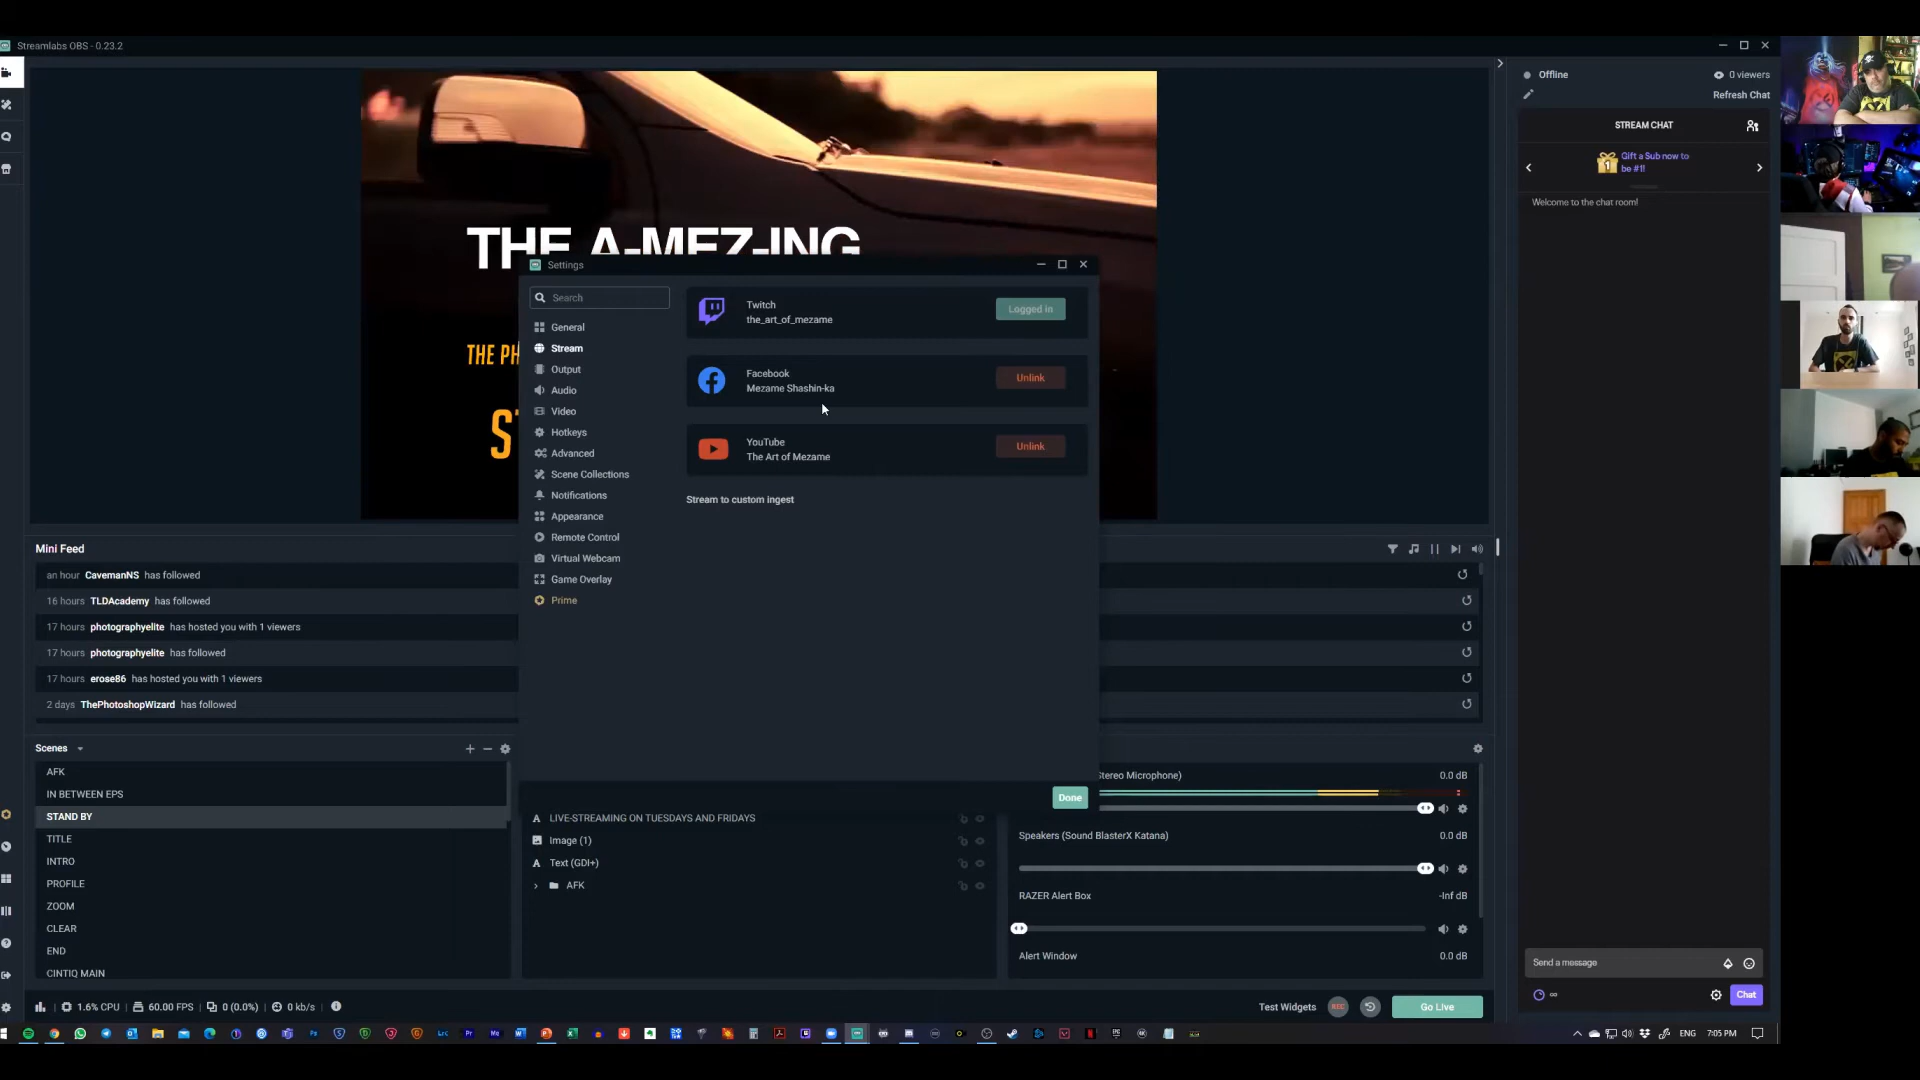 Streamlabs OBS - 0.23.2
Offline
0 viewers
Refresh Chat
STREAM CHAT
Gift a Sub now to
be #1!
Welcome to the chat room!
THE A-MEZ-ING
THE PH
ST
Settings
Search
General
Stream
Output
Audio
Video
Hotkeys
Advanced
Scene Collections
Notifications
Appearance
Remote Control
Virtual Webcam
Game Overlay
Prime
Twitch
the_art_of_mezame
Logged in
Facebook
Mezame Shashin-ka
Unlink
YouTube
The Art of Mezame
Unlink
Stream to custom ingest
Done
Mini Feed
an hour CavemanNS has followed
16 hours TLDAcademy has followed
17 hours photographyelite has hosted you with 1 viewers
17 hours photographyelite has followed
17 hours erose86 has hosted you with 1 viewers
2 days ThePhotoshopWizard has followed
Scenes
AFK
IN BETWEEN EPS
STAND BY
TITLE
INTRO
PROFILE
ZOOM
CLEAR
END
CINTIQ MAIN
LIVE-STREAMING ON TUESDAYS AND FRIDAYS
Image (1)
Text (GDI+)
AFK
Stereo Microphone) 0.0 dB
Speakers (Sound BlasterX Katana) 0.0 dB
RAZER Alert Box -Inf dB
Alert Window 0.0 dB
Send a message
Chat
1.6% CPU 60.00 FPS 0 (0.0%) 0 kb/s
Test Widgets REC Go Live
ENG 7:05 PM